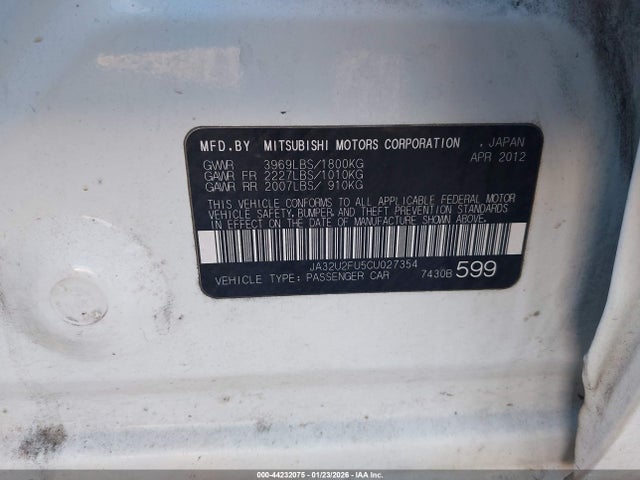 MFD.BY MITSUBISHI MOTORS CORPORATION , JAPAN
APR 2012
GVWR 3969LBS/1800KG
GAWR FR 2227LBS/1010KG
GAWR RR 2007LBS/ 910KG
THIS VEHICLE CONFORMS TO ALL APPLICABLE FEDERAL MOTOR
VEHICLE SAFETY, BUMPER, AND THEFT PREVENTION STANDARDS
IN EFFECT ON THE DATE OF MANUFACTURE SHOWN ABOVE.
JA32U2FU5CU027354
VEHICLE TYPE: PASSENGER CAR 7430B 599
000-44232075 - 01/23/2026 - IAAI.COM